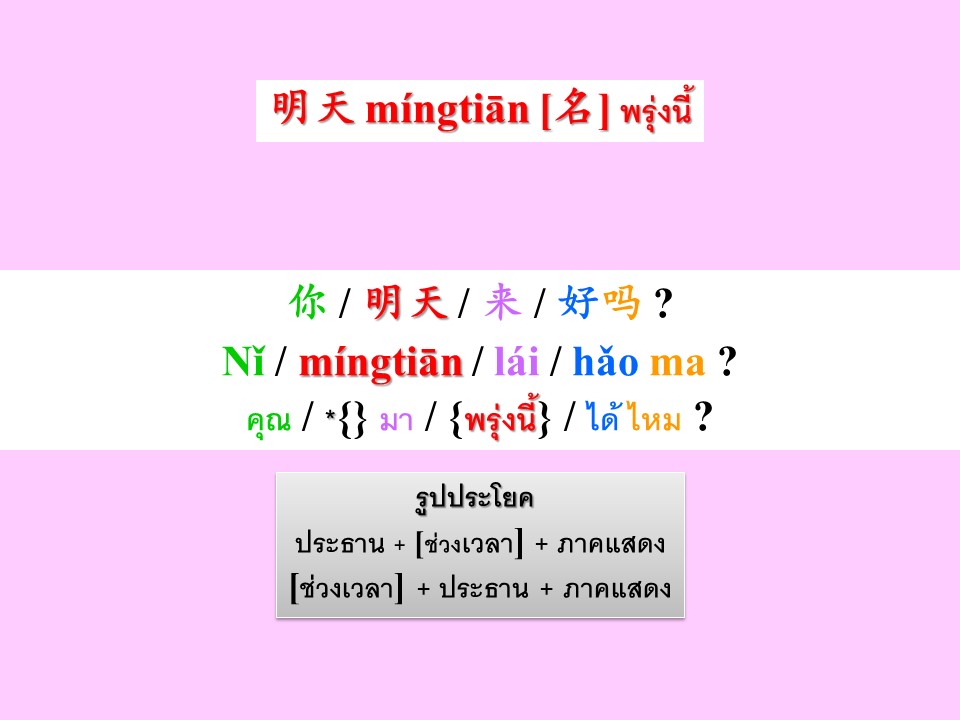 明天 míngtiān [名] พรุ่งนี้
你 / 明天 / 来 / 好吗 ?
Nǐ / míngtiān / lái / hǎo ma ?
คุณ / *{} มา / {พรุ่งนี้} / ได้ ไหม ?
รูปประโยค
ประธาน + [ช่วงเวลา] + ภาคแสดง
[ช่วงเวลา] + ประธาน + ภาคแสดง